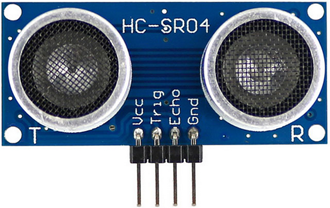 HC-SR04
Vcc
Trig
Echo
Gnd
T
R